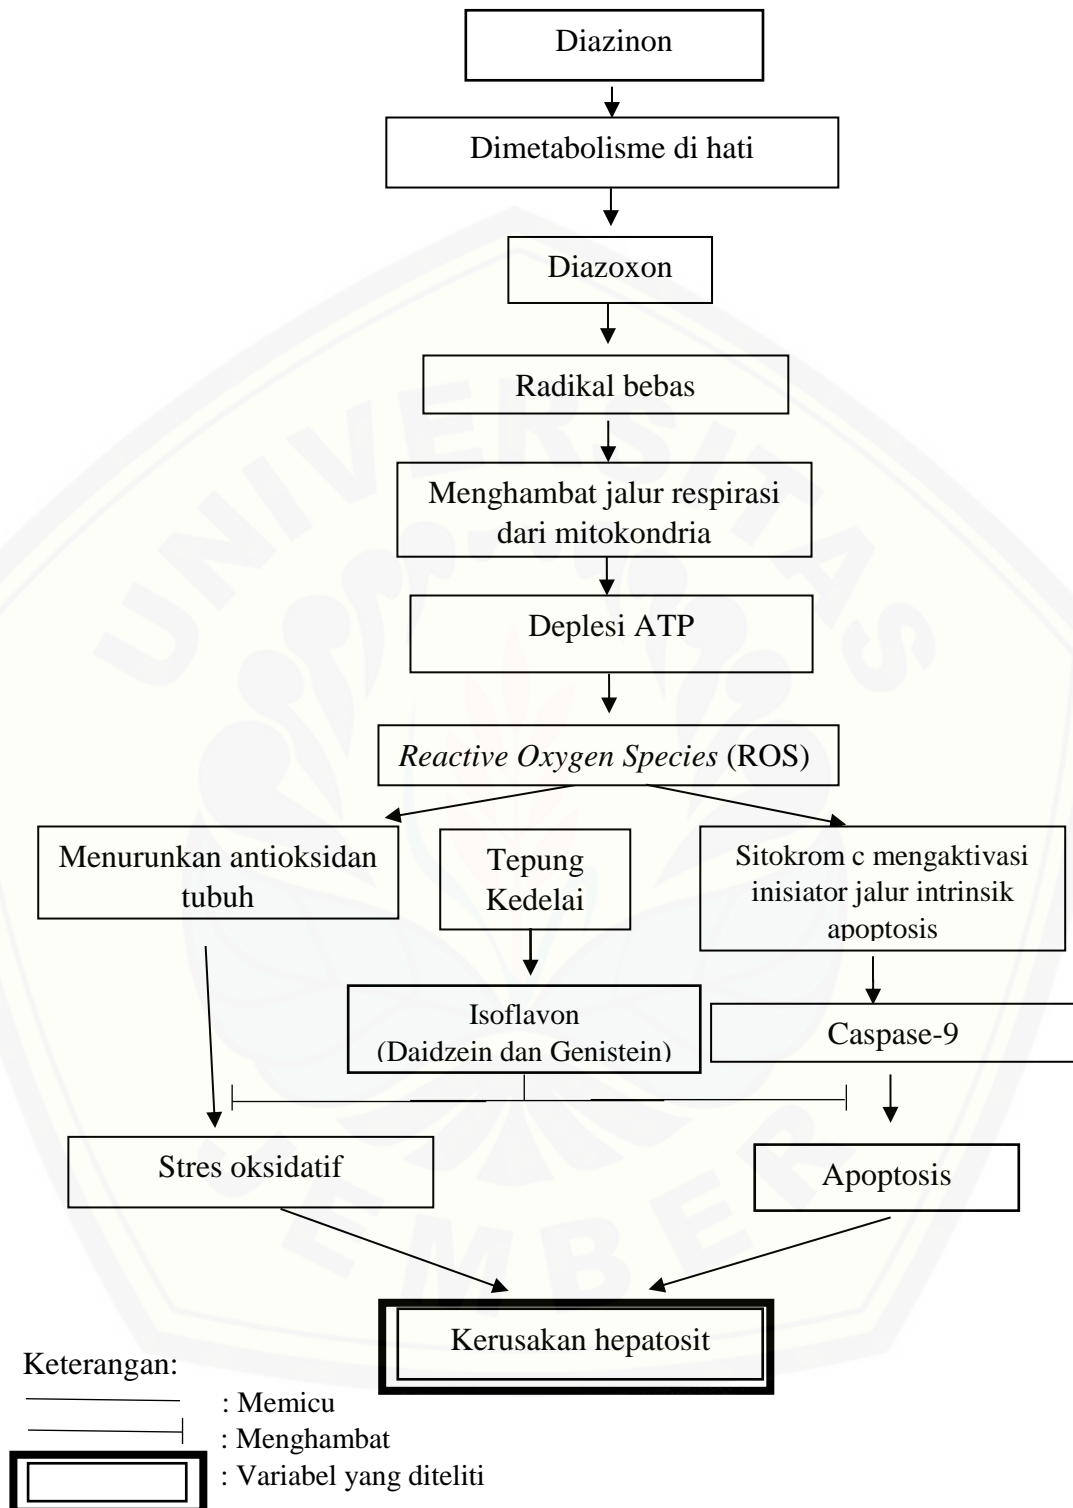 Diazinon
Dimetabolisme di hati
Diazoxon
Radikal bebas
Menghambat jalur respirasi
dari mitokondria
Deplesi ATP
Reactive Oxygen Species (ROS)
Menurunkan antioksidan
tubuh
Tepung
Kedelai
Sitokrom c mengaktivasi
inisiator jalur intrinsik
apoptosis
Isoflavon
(Daidzein dan Genistein)
Caspase-9
Stres oksidatif
Apoptosis
Kerusakan hepatosit
Keterangan:
: Memicu
: Menghambat
: Variabel yang diteliti
UNIVERSITAS
JEMBER